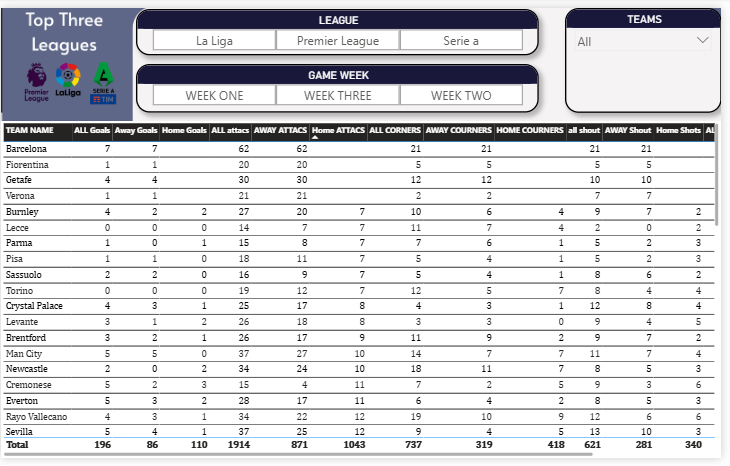 Top Three
Leagues
Premier
League
LaLiga
SERIE A
TIM
LEAGUE
La Liga Premier League Serie a
GAME WEEK
WEEK ONE WEEK THREE WEEK TWO
TEAMS
All
TEAM NAME ALL Goals Away Goals Home Goals ALL attacs AWAY ATTACS Home ATTACS ALL CORNERS AWAY COURNERS HOME COURNERS all shout AWAY Shout Home Shots AL
Barcelona 7 7 62 62 21 21 21 21
Fiorentina 1 1 20 20 5 5 5 5
Getafe 4 4 30 30 12 12 10 10
Verona 1 1 21 21 2 2 7 7
Burnley 4 2 2 27 20 7 10 6 4 9 7 2
Lecce 0 0 0 14 7 7 11 7 4 2 0 2
Parma 1 0 1 15 8 7 7 6 1 5 2 3
Pisa 1 1 0 18 11 7 5 4 1 5 2 3
Sassuolo 2 2 0 16 9 7 5 4 1 8 6 2
Torino 0 0 0 19 12 7 12 5 7 8 4 4
Crystal Palace 4 3 1 25 17 8 4 3 1 12 8 4
Levante 3 1 2 26 18 8 3 3 0 9 4 5
Brentford 3 2 1 26 17 9 11 9 2 9 7 2
Man City 5 5 0 37 27 10 14 7 7 11 7 4
Newcastle 2 0 2 34 24 10 18 11 7 8 5 3
Cremonese 5 2 3 15 4 11 7 2 5 9 3 6
Everton 5 3 2 28 17 11 6 4 2 8 5 3
Rayo Vallecano 4 3 1 34 22 12 19 10 9 12 6 6
Sevilla 5 4 1 37 25 12 9 4 5 13 10 3
Total 196 86 110 1914 871 1043 737 319 418 621 281 340